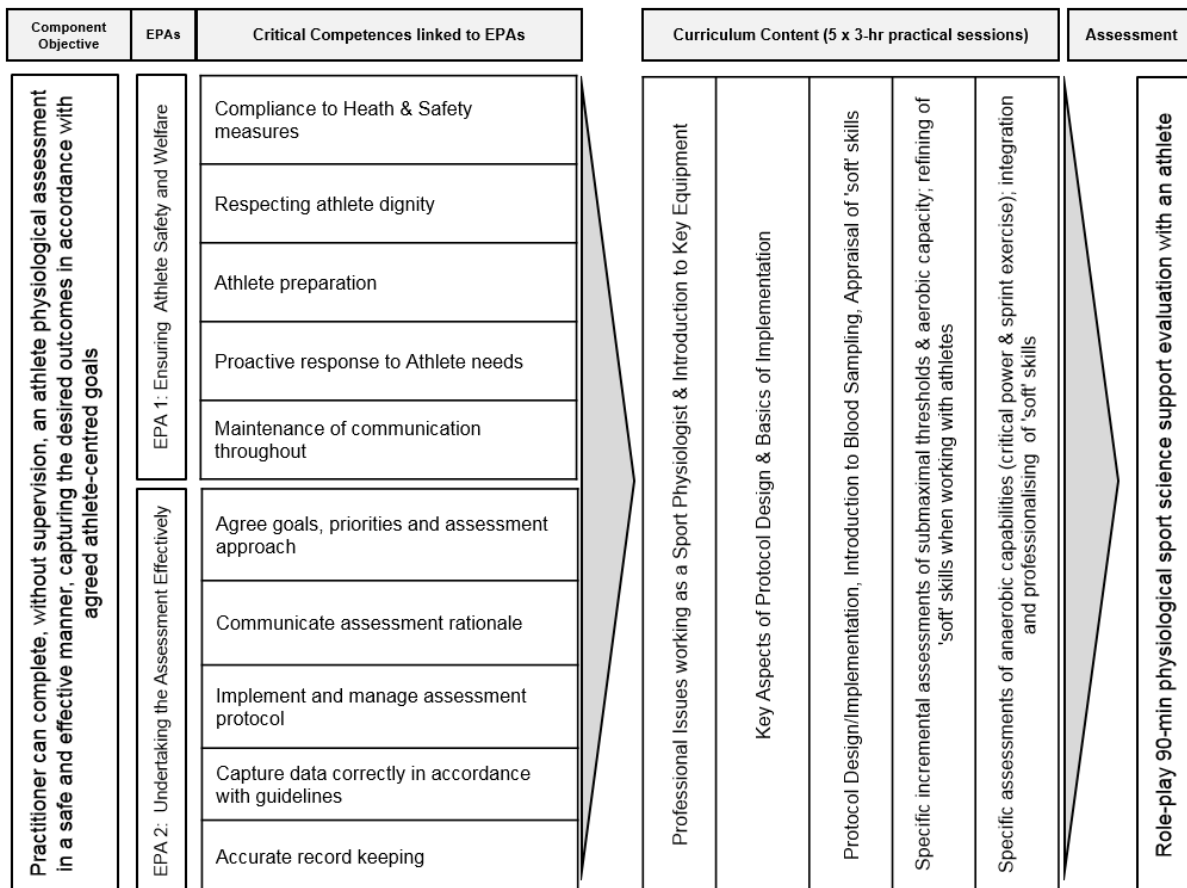 Component
Objective
EPAs
Critical Competences linked to EPAs
Curriculum Content (5 x 3-hr practical sessions)
Assessment
Practitioner can complete, without supervision, an athlete physiological assessment
in a safe and effective manner, capturing the desired outcomes in accordance with
agreed athlete-centred goals
EPA 1: Ensuring Athlete Safety and Welfare
Compliance to Heath & Safety
measures
Respecting athlete dignity
Athlete preparation
Proactive response to Athlete needs
Maintenance of communication
throughout
EPA 2: Undertaking the Assessment Effectively
Agree goals, priorities and assessment
approach
Communicate assessment rationale
Implement and manage assessment
protocol
Capture data correctly in accordance
with guidelines
Accurate record keeping
Professional Issues working as a Sport Physiologist & Introduction to Key Equipment
Key Aspects of Protocol Design & Basics of Implementation
Protocol Design/Implementation, Introduction to Blood Sampling, Appraisal of 'soft' skills
Specific incremental assessments of submaximal thresholds & aerobic capacity; refining of
'soft' skills when working with athletes
Specific assessments of anaerobic capabilities (critical power & sprint exercise); integration
and professionalising of 'soft' skills
Role-play 90-min physiological sport science support evaluation with an athlete